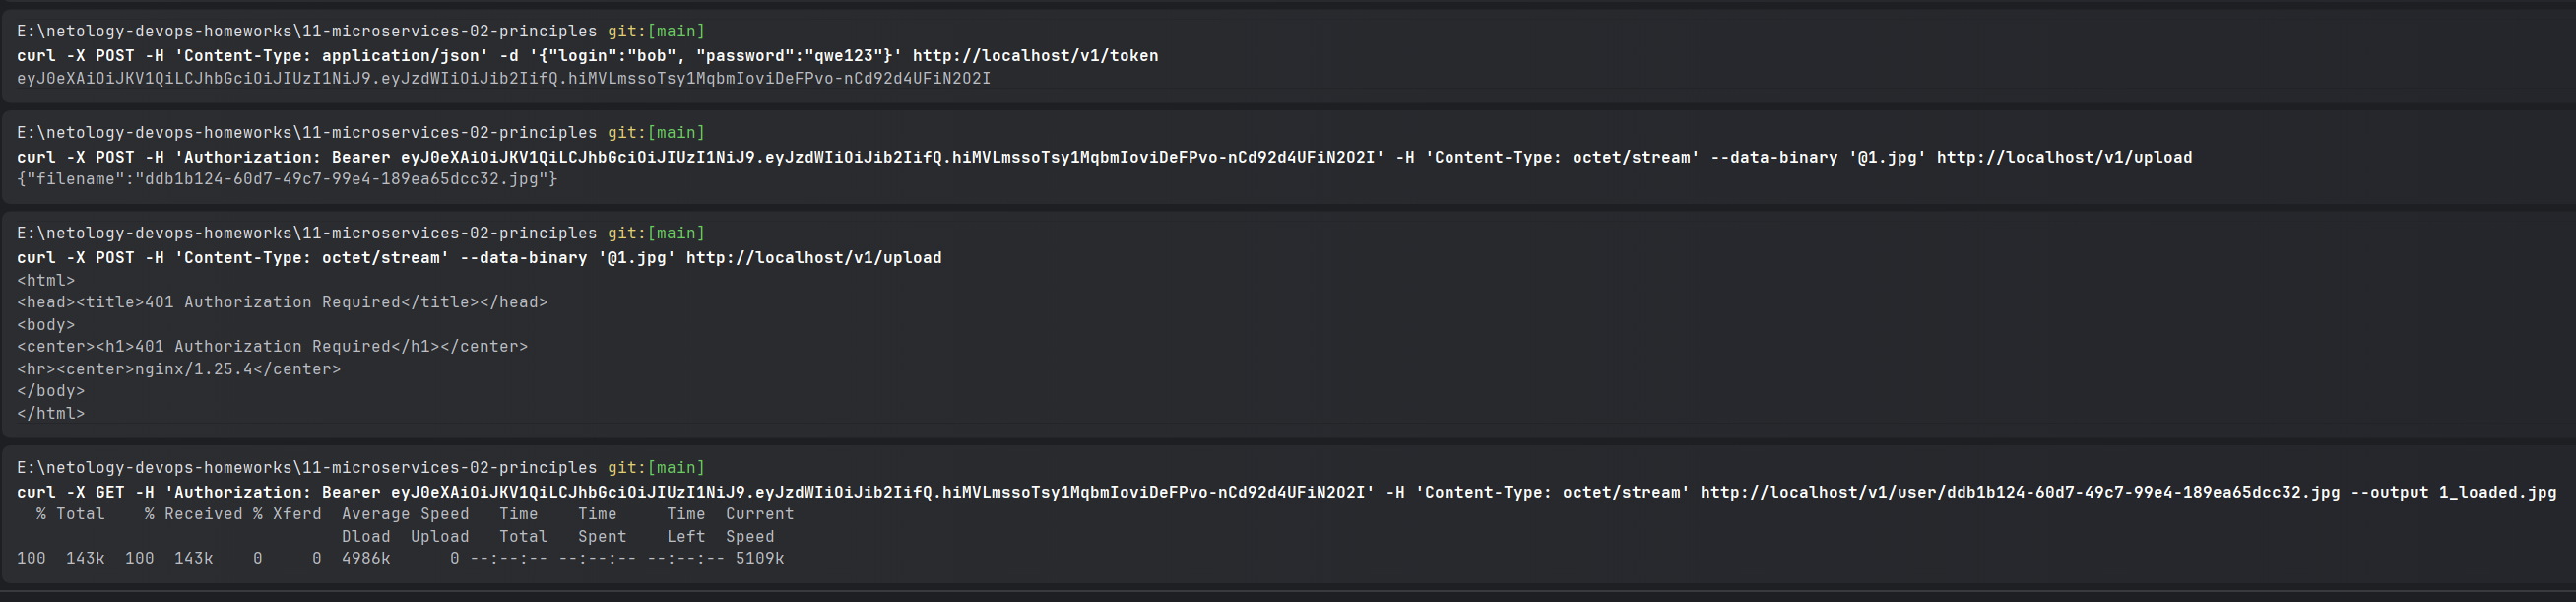 E:\netology-devops-homeworks\11-microservices-02-principles git:[main]
curl -X POST -H 'Content-Type: application/json' -d '{"login":"bob", "password":"qwe123"}' http://localhost/v1/token
eyJ0eXAiOiJKV1QiLCJhbGciOiJIUzI1NiJ9.eyJzdWIiOiJib2IifQ.hiMVLmssoTsy1MqbmIoviDeFPvo-nCd92d4UFiN2O2I
E:\netology-devops-homeworks\11-microservices-02-principles git:[main]
curl -X POST -H 'Authorization: Bearer eyJ0eXAiOiJKV1QiLCJhbGciOiJIUzI1NiJ9.eyJzdWIiOiJib2IifQ.hiMVLmssoTsy1MqbmIoviDeFPvo-nCd92d4UFiN2O2I' -H 'Content-Type: octet/stream' --data-binary '@1.jpg' http://localhost/v1/upload
{"filename":"ddb1b124-60d7-49c7-99e4-189ea65dcc32.jpg"}
E:\netology-devops-homeworks\11-microservices-02-principles git:[main]
curl -X POST -H 'Content-Type: octet/stream' --data-binary '@1.jpg' http://localhost/v1/upload
<html>
<head><title>401 Authorization Required</title></head>
<body>
<center><h1>401 Authorization Required</h1></center>
<hr><center>nginx/1.25.4</center>
</body>
</html>
E:\netology-devops-homeworks\11-microservices-02-principles git:[main]
curl -X GET -H 'Authorization: Bearer eyJ0eXAiOiJKV1QiLCJhbGciOiJIUzI1NiJ9.eyJzdWIiOiJib2IifQ.hiMVLmssoTsy1MqbmIoviDeFPvo-nCd92d4UFiN2O2I' -H 'Content-Type: octet/stream' http://localhost/v1/user/ddb1b124-60d7-49c7-99e4-189ea65dcc32.jpg --output 1_loaded.jpg
  % Total    % Received % Xferd  Average Speed   Time    Time     Time  Current
                                 Dload  Upload   Total   Spent    Left  Speed
100  143k  100  143k    0     0  4986k      0 --:--:-- --:--:-- --:--:-- 5109k